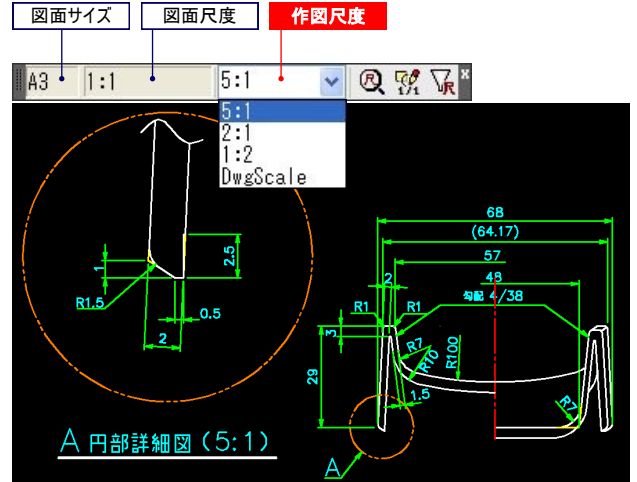 図面サイズ 図面尺度 作図尺度
A3 1:1 5:1
R 1/1 R
5:1
2:1
1:2
DwgScale
68
(64.17)
57
2 48
勾配 4/38
R1 R1
3
29
R7
R10
R100
1.5
R7
A
1
2.5
R1.5
0.5
2
A 円部詳細図(5:1)